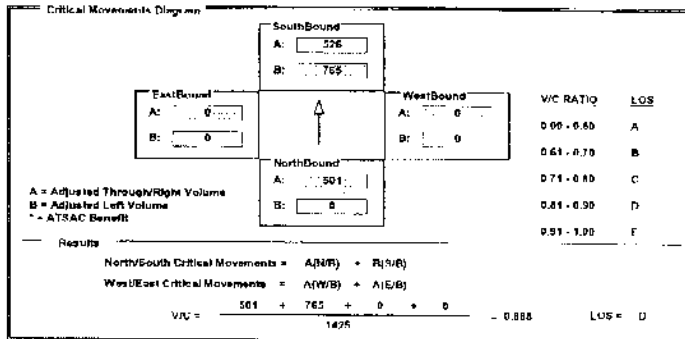 Critical Movements Diagram
SouthBound
A: 526
B: 765
EastBound
A: 0
B: 0
WestBound
A: 0
B: 0
NorthBound
A: 501
B: 0
V/C RATIO LOS
0.00 - 0.60 A
0.61 - 0.70 B
0.71 - 0.80 C
0.81 - 0.90 D
0.91 - 1.00 E
A = Adjusted Through/Right Volume
B = Adjusted Left Volume
* = ATSAC Benefit
Results
North/South Critical Movements = A(N/B) + B(S/B)
West/East Critical Movements = A(W/B) + A(E/B)
V/C = 501 + 765 + 0 + 0
1425
= 0.888 LOS = D